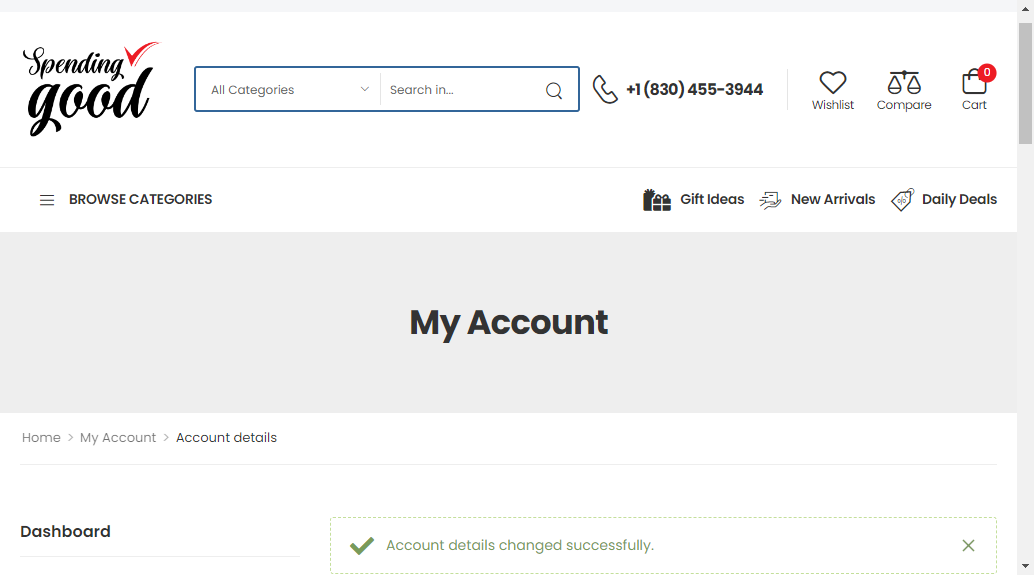 Spending
good
All Categories
Search in...
+1 (830) 455-3944
Wishlist
Compare
0
Cart
BROWSE CATEGORIES
Gift Ideas
New Arrivals
Daily Deals
My Account
Home > My Account > Account details
Dashboard
Account details changed successfully.